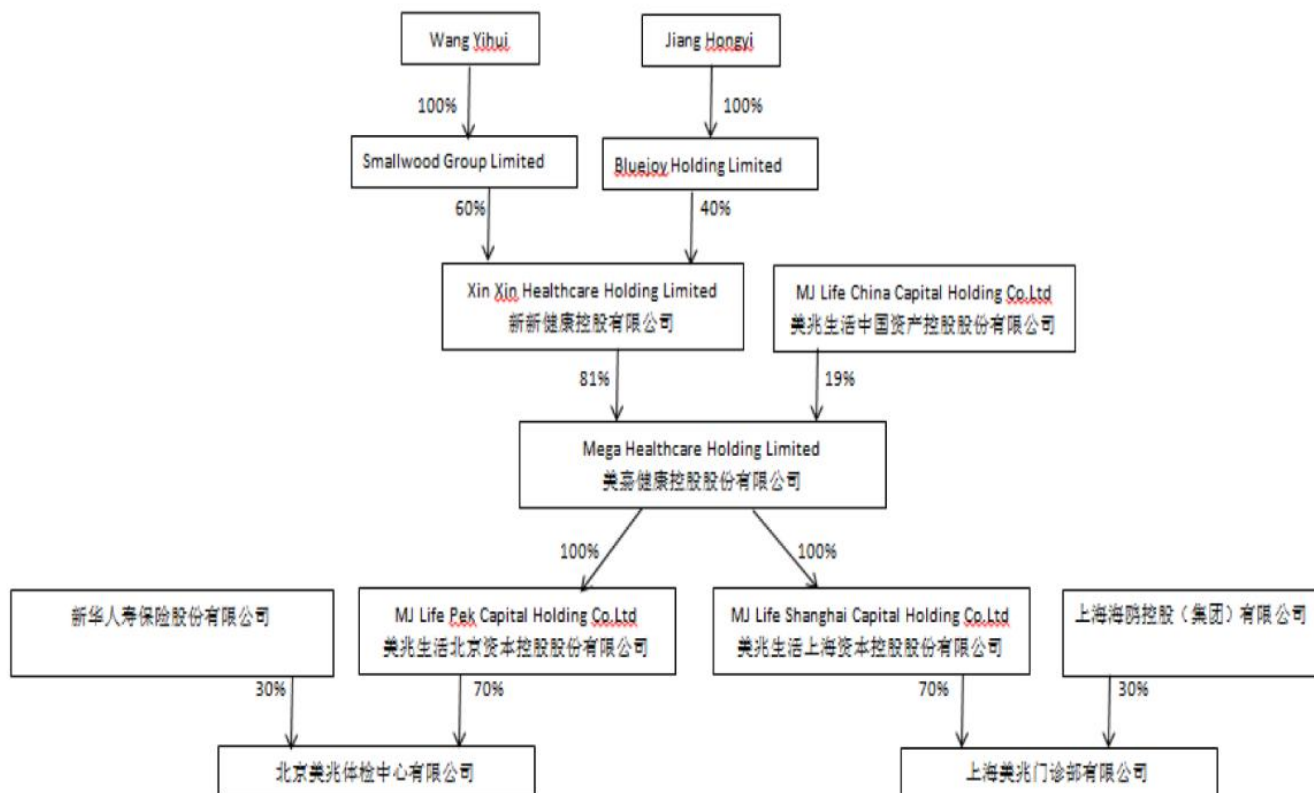 Wang Yihui
Jiang Hongyi
100%
100%
Smallwood Group Limited
Bluejoy Holding Limited
60%
40%
Xin Xin Healthcare Holding Limited
新新健康控股有限公司
MJ Life China Capital Holding Co.Ltd
美兆生活中国资产控股股份有限公司
81%
19%
Mega Healthcare Holding Limited
美嘉健康控股股份有限公司
100%
100%
新华人寿保险股份有限公司
MJ Life Pek Capital Holding Co.Ltd
美兆生活北京资本控股股份有限公司
MJ Life Shanghai Capital Holding Co.Ltd
美兆生活上海资本控股股份有限公司
上海海鸥控股（集团）有限公司
30%
70%
70%
30%
北京美兆体检中心有限公司
上海美兆门诊部有限公司